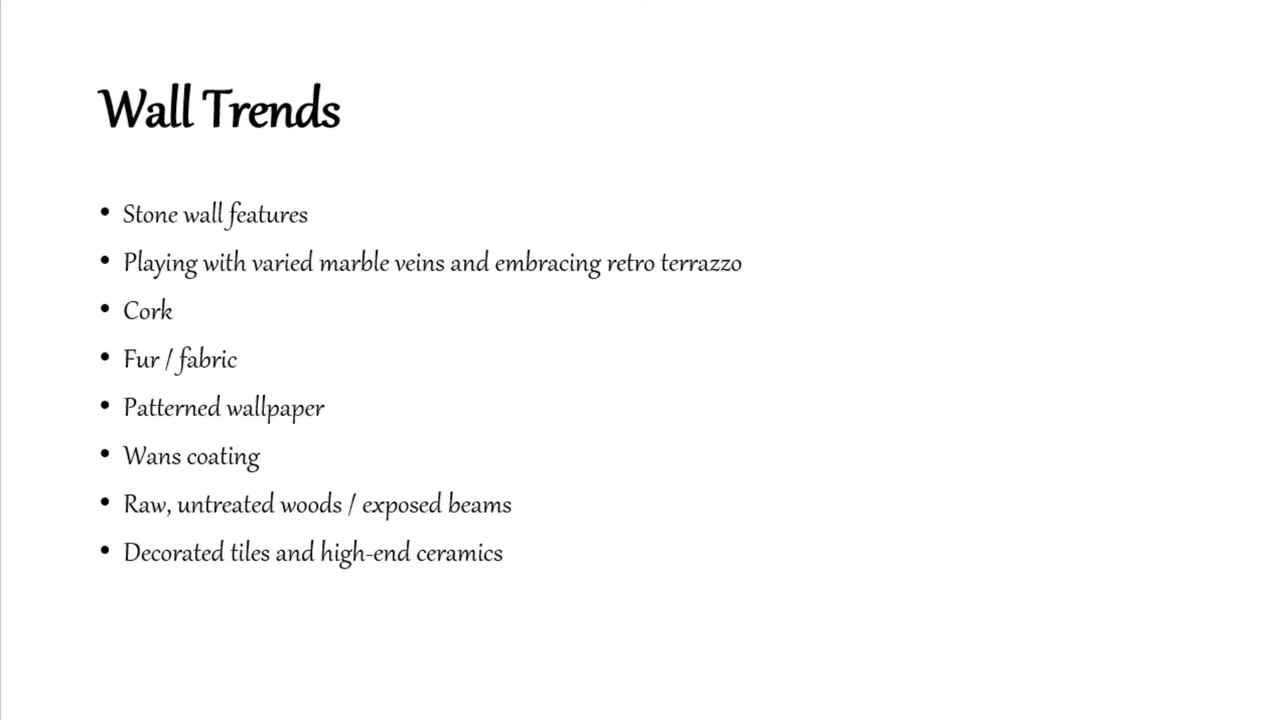 Wall Trends
• Stone wall features
• Playing with varied marble veins and embracing retro terrazzo
• Cork
• Fur / fabric
• Patterned wallpaper
• Wans coating
• Raw, untreated woods / exposed beams
• Decorated tiles and high-end ceramics